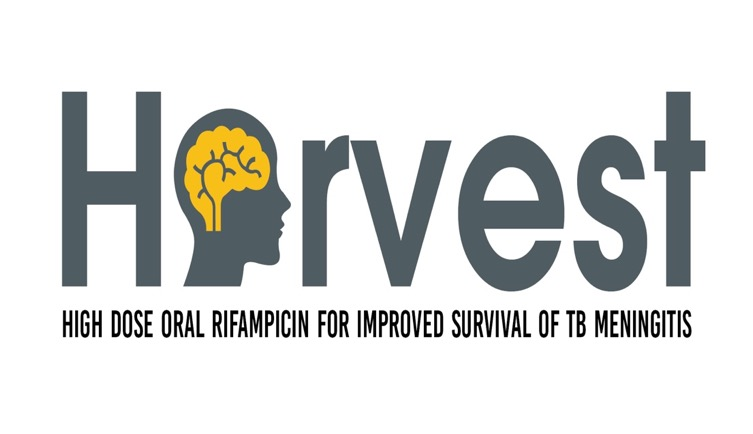 Harvest
HIGH DOSE ORAL RIFAMPICIN FOR IMPROVED SURVIVAL OF TB MENINGITIS